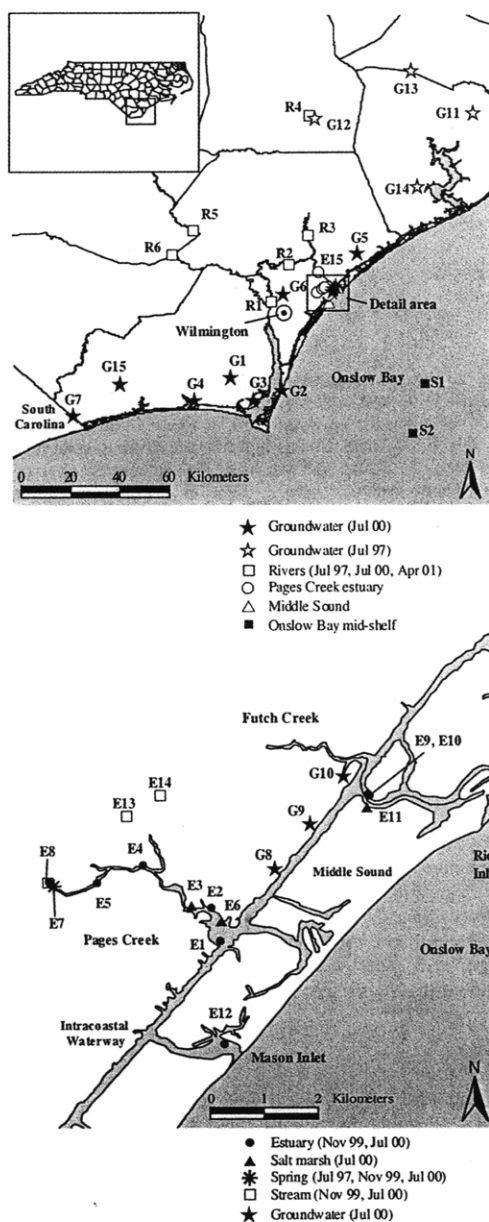 G13
G11
R4
G12
G14
R5
R3
R6
R2
E15
G5
G6
R1
Detail area
Wilmington
G15
G1
Onslow Bay
S1
G4
G3
G2
G7
South
Carolina
S2
0 20 40 60 Kilometers
N
Groundwater (Jul 00)
Groundwater (Jul 97)
Rivers (Jul 97, Jul 00, Apr 01)
Pages Creek estuary
Middle Sound
Onslow Bay mid-shelf
Futch Creek
E9, E10
G10
E14
E13
E11
G9
E4
G8
Middle Sound
E8
E3
E2
E5
E6
E7
Pages Creek
E1
Onslow Bay
E12
Intracoastal
Waterway
Mason Inlet
N
Kilometers
0 1 2
Estuary (Nov 99, Jul 00)
Salt marsh (Jul 00)
Spring (Jul 97, Nov 99, Jul 00)
Stream (Nov 99, Jul 00)
Groundwater (Jul 00)